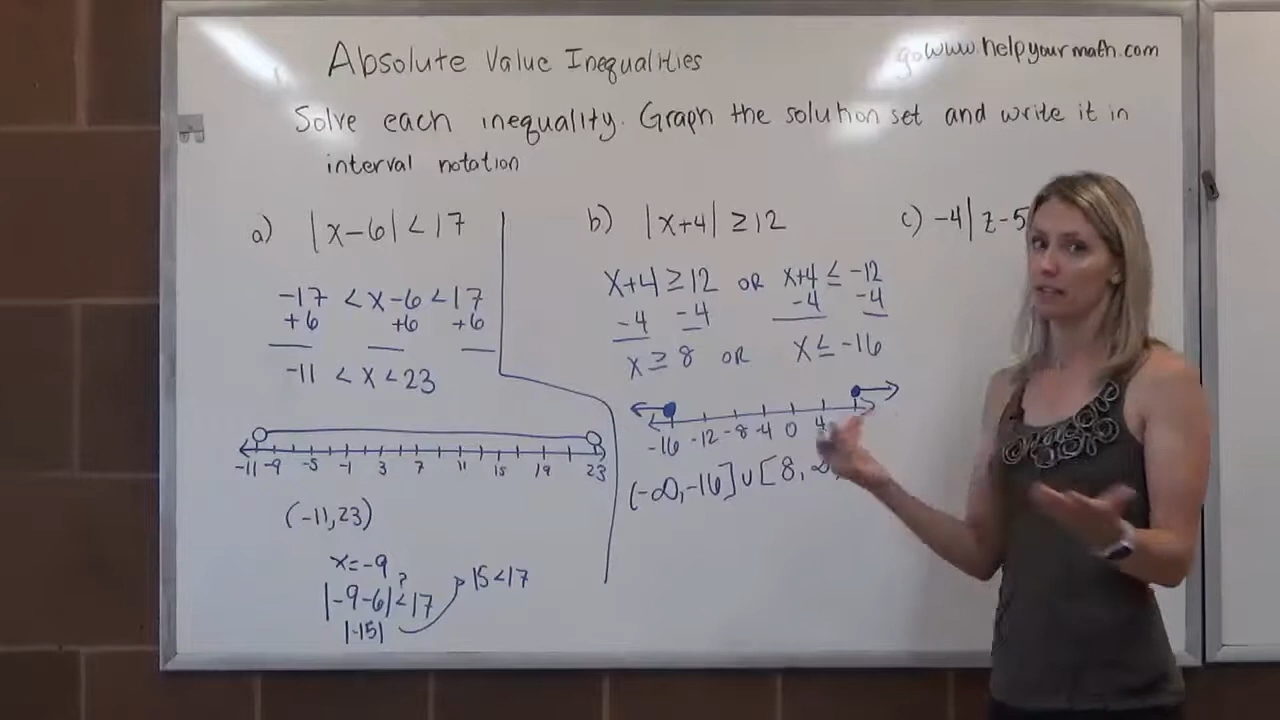 Absolute Value Inequalities
go www.helpyourmath.com
Solve each inequality. Graph the solution set and write it in
interval notation
a) |x-6| < 17
-17 < x-6 < 17
+6 +6 +6
-11 < x < 23
-11 -9 -5 -1 3 7 11 15 19 23
(-11,23)
x=-9
|-9-6| <? 17
|-15|
15<17
b) |x+4| ≥ 12
x+4 ≥ 12 OR x+4 ≤ -12
-4 -4 -4 -4
x ≥ 8 OR x ≤ -16
-16 -12 -8 -4 0 4
(-∞,-16] ∪ [8, ∞
c) -4|z-5